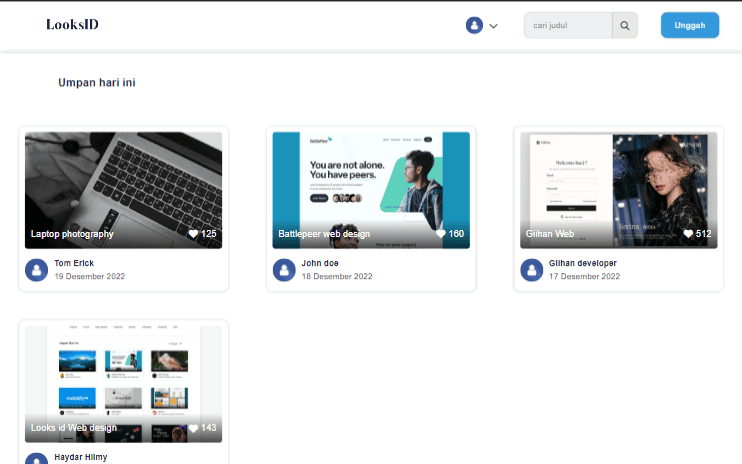 LooksID
cari judul
Unggah
Umpan hari ini
Laptop photography
125
Tom Erick
19 Desember 2022
You are not alone.
You have peers.
Battlepeer web design
160
John doe
18 Desember 2022
Welcome back!
Giihan Web
512
Giihan developer
17 Desember 2022
Looks id Web design
143
Haydar Hilmy